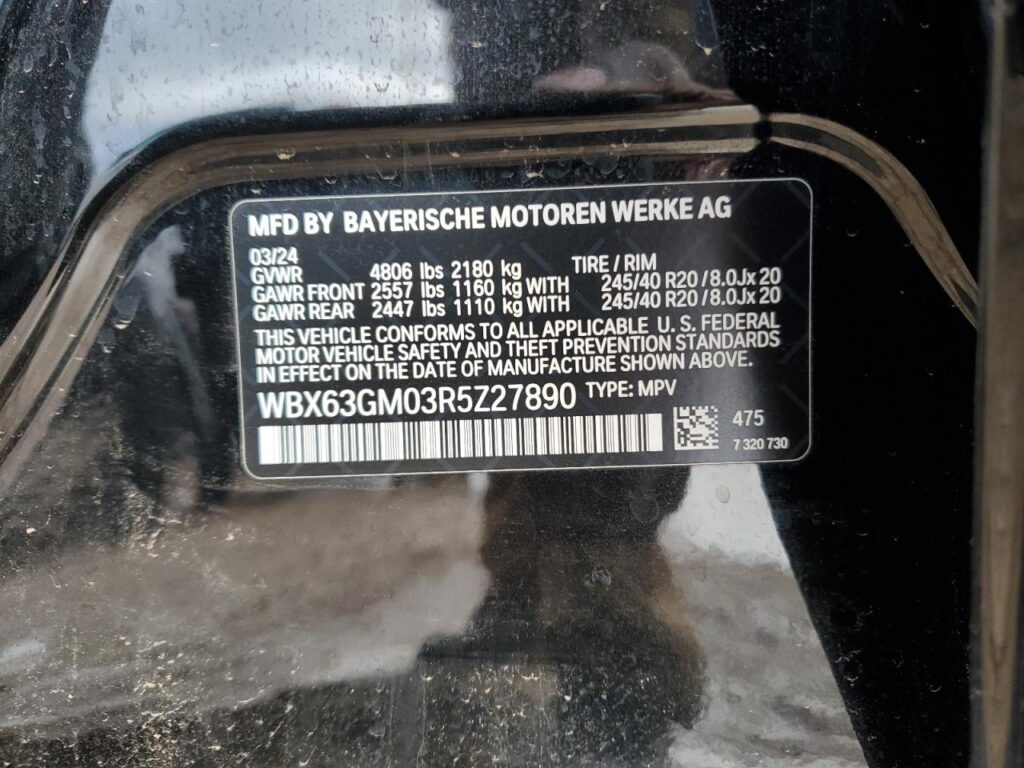 MFD BY BAYERISCHE MOTOREN WERKE AG
03/24
GVWR 4806 lbs 2180 kg TIRE / RIM
GAWR FRONT 2557 lbs 1160 kg WITH 245/40 R20 / 8.0Jx20
GAWR REAR 2447 lbs 1110 kg WITH 245/40 R20 / 8.0Jx20
THIS VEHICLE CONFORMS TO ALL APPLICABLE U. S. FEDERAL
MOTOR VEHICLE SAFETY AND THEFT PREVENTION STANDARDS
IN EFFECT ON THE DATE OF MANUFACTURE SHOWN ABOVE.
WBX63GM03R5Z27890 TYPE: MPV
475
7 320 730